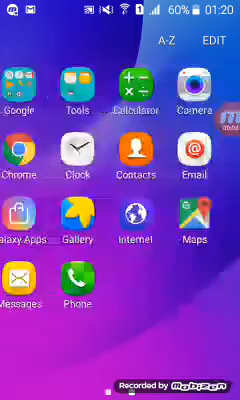 60% 01:20
A-Z EDIT
Google Tools Calculator Camera
Chrome Clock Contacts Email
alaxy Apps Gallery Internet Maps
Messages Phone
Recorded by Mobizen